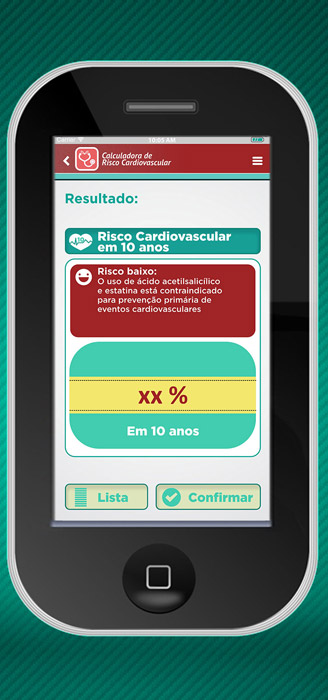 Carrier
10:05 AM
Calculadora de
Risco Cardiovascular
Resultado:
Risco Cardiovascular
em 10 anos
Risco baixo:
O uso de ácido acetilsalicílico
e estatina está contraindicado
para prevenção primária de
eventos cardiovasculares
xx %
Em 10 anos
Lista
Confirmar